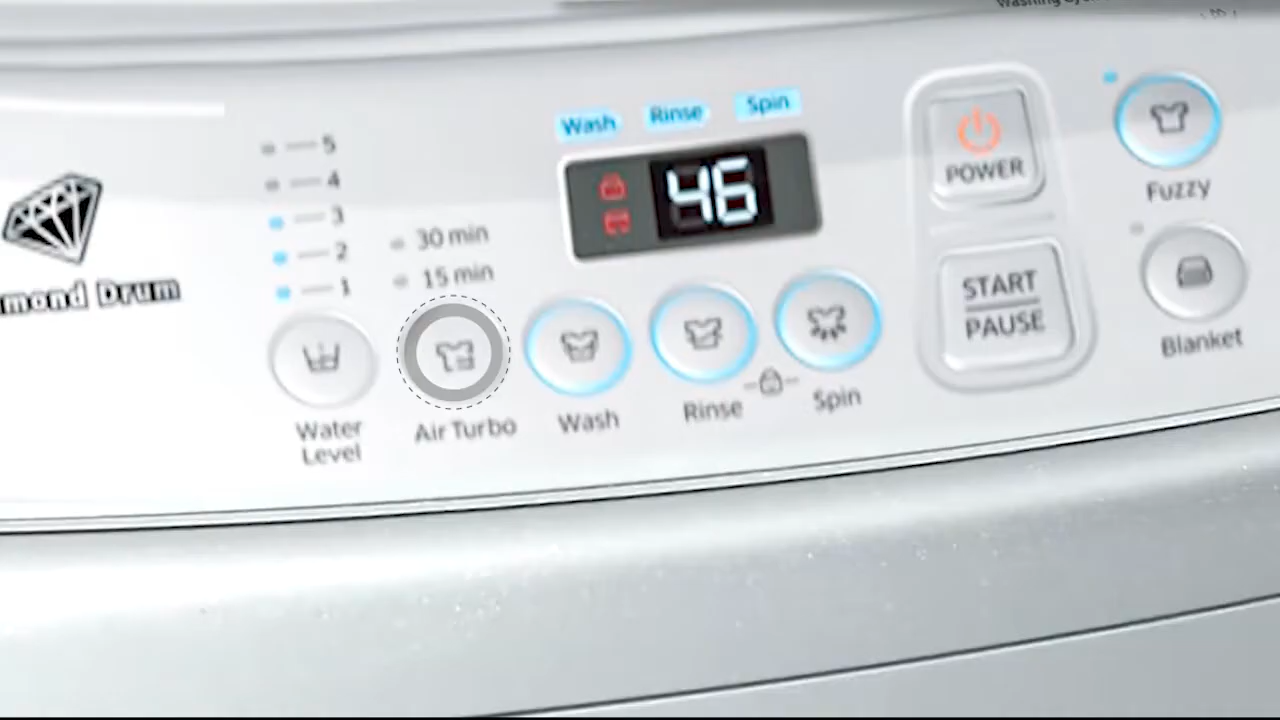 Wash Rinse Spin
5
4
3
2
1
30 min
15 min
46
POWER
START
PAUSE
Fuzzy
Blanket
mond Drum
Water
Level
Air Turbo
Wash
Rinse
Spin